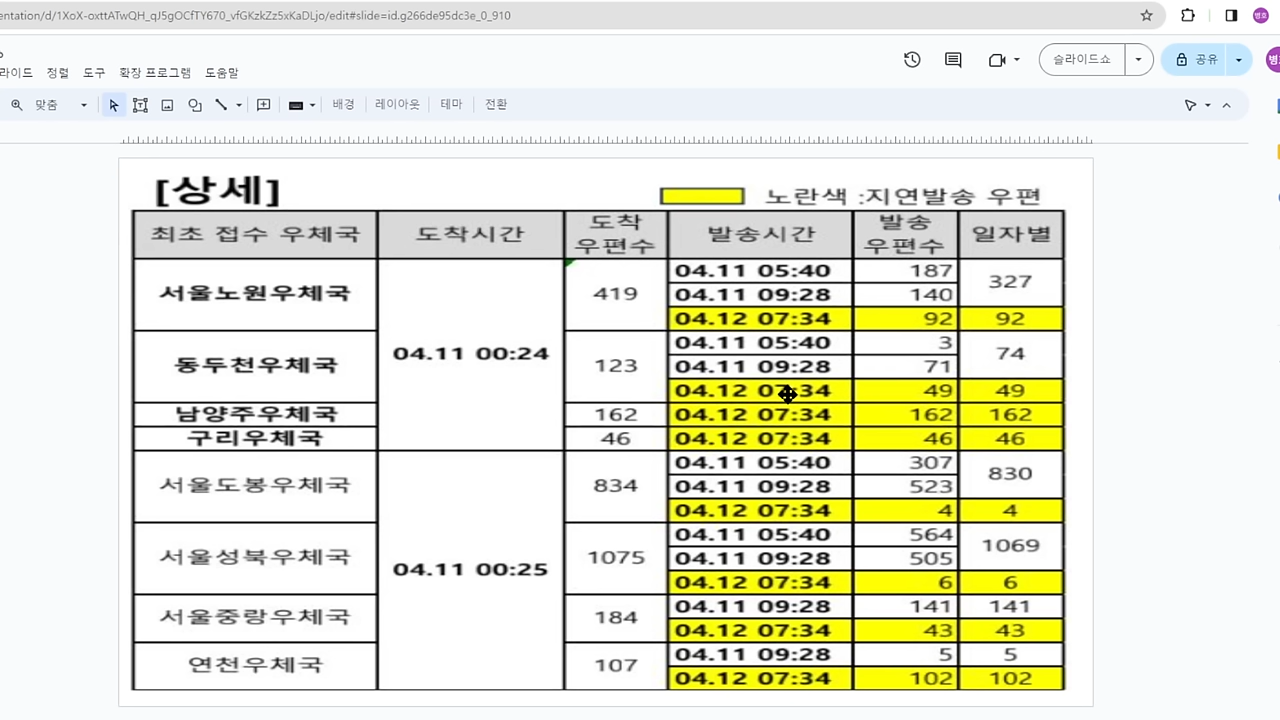 entation/d/1XoX-oxttATwQH_qJ5gOCfTY670_vfGKzkZz5xKaDLjo/edit#slide=id.g266de95dc3e_0_910
라이드 정렬 도구 확장 프로그램 도움말
슬라이드쇼 공유
맞춤 배경 레이아웃 테마 전환
[상세]
노란색 :지연발송 우편
최초 접수 우체국 도착시간 도착 우편수 발송시간 발송 우편수 일자별
서울노원우체국 04.11 00:24 419 04.11 05:40 187 327
04.11 09:28 140
04.12 07:34 92 92
동두천우체국 123 04.11 05:40 3 74
04.11 09:28 71
04.12 07:34 49 49
남양주우체국 162 04.12 07:34 162 162
구리우체국 46 04.12 07:34 46 46
서울도봉우체국 04.11 00:25 834 04.11 05:40 307 830
04.11 09:28 523
04.12 07:34 4 4
서울성북우체국 1075 04.11 05:40 564 1069
04.11 09:28 505
04.12 07:34 6 6
서울중랑우체국 184 04.11 09:28 141 141
04.12 07:34 43 43
연천우체국 107 04.11 09:28 5 5
04.12 07:34 102 102